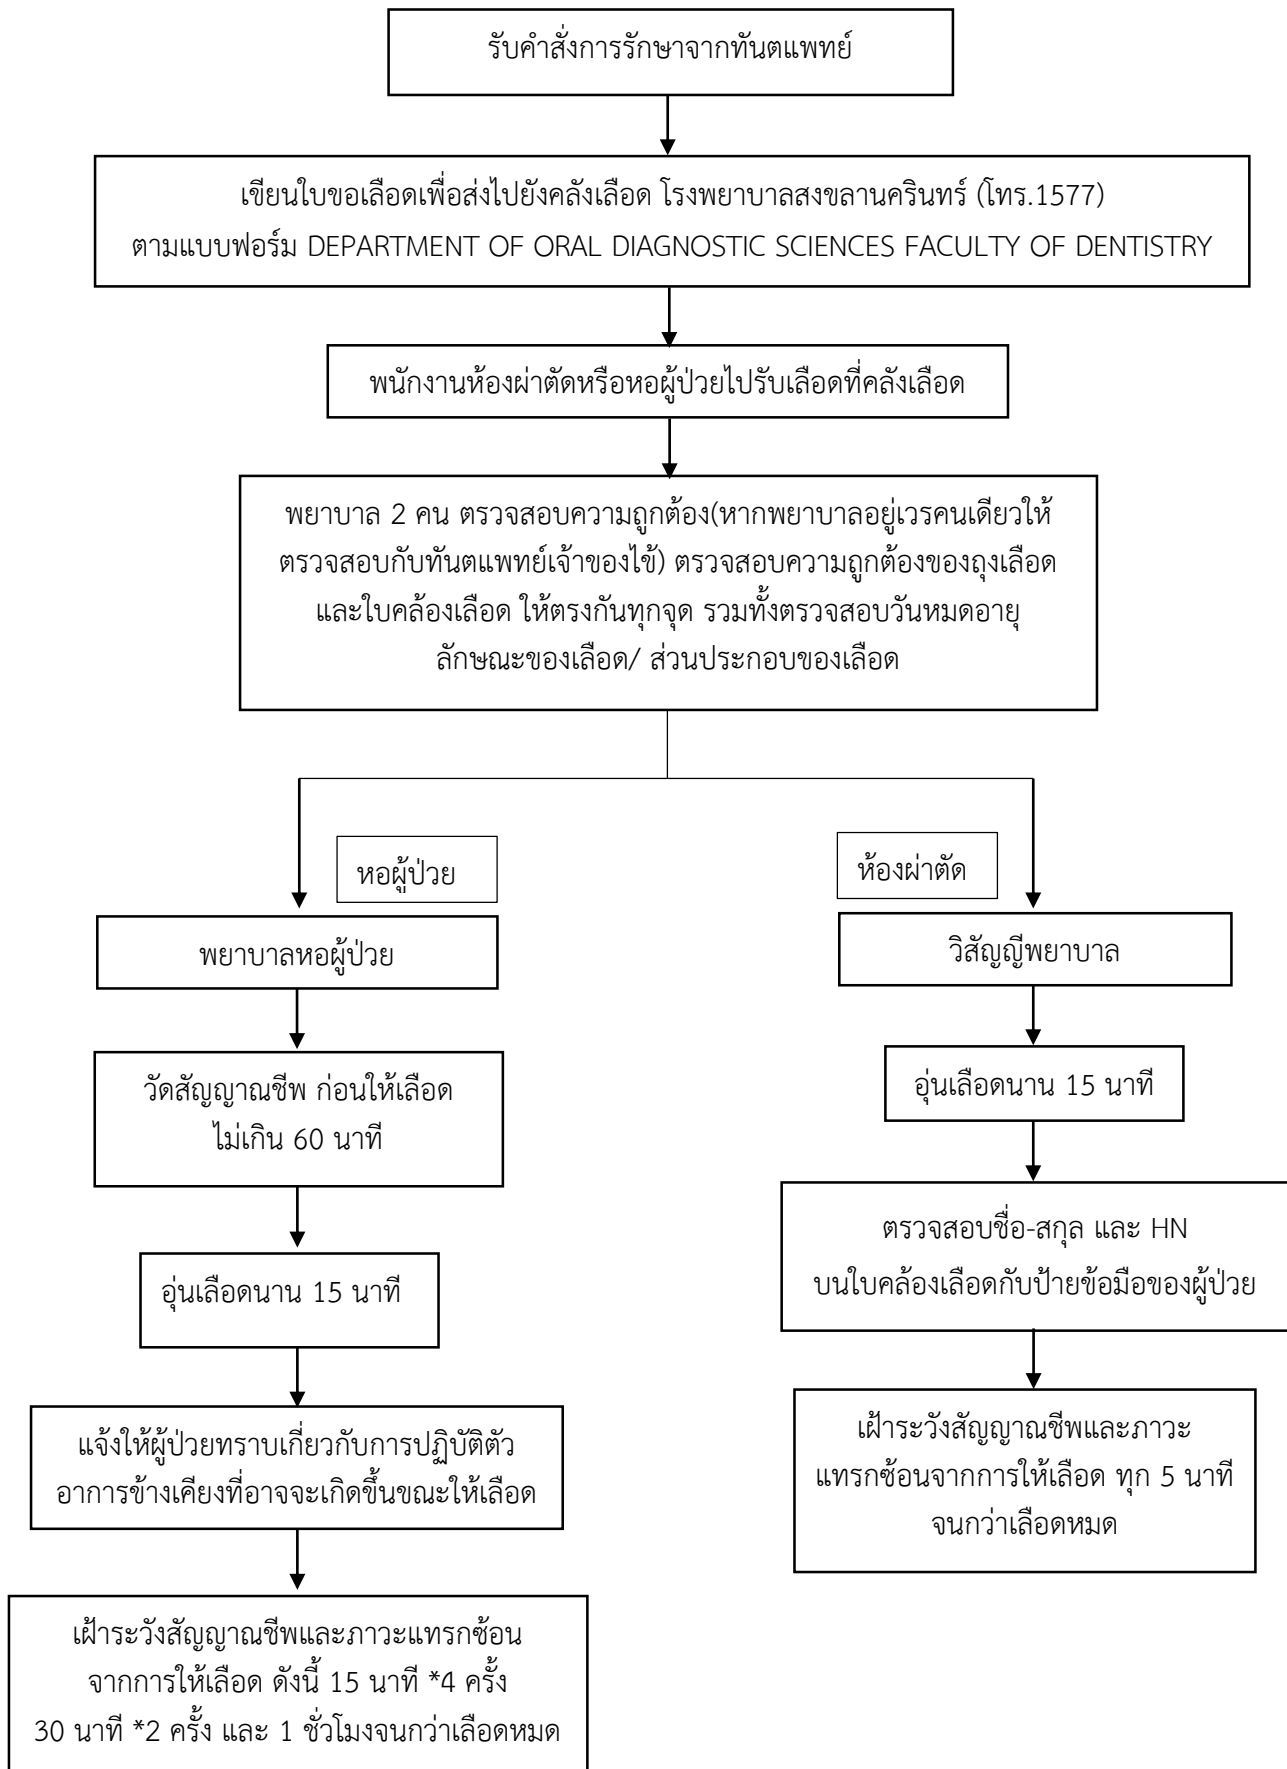 รับคำสั่งการรักษาจากทันตแพทย์
เขียนใบขอเลือดเพื่อส่งไปยังคลังเลือด โรงพยาบาลสงขลานครินทร์ (โทร.1577)
ตามแบบฟอร์ม DEPARTMENT OF ORAL DIAGNOSTIC SCIENCES FACULTY OF DENTISTRY
พนักงานห้องผ่าตัดหรือหอผู้ป่วยไปรับเลือดที่คลังเลือด
พยาบาล 2 คน ตรวจสอบความถูกต้อง(หากพยาบาลอยู่เวรคนเดียวให้
ตรวจสอบกับทันตแพทย์เจ้าของไข้) ตรวจสอบความถูกต้องของถุงเลือด
และใบคล้องเลือด ให้ตรงกันทุกจุด รวมทั้งตรวจสอบวันหมดอายุ
ลักษณะของเลือด/ ส่วนประกอบของเลือด
หอผู้ป่วย
พยาบาลหอผู้ป่วย
วัดสัญญาณชีพ ก่อนให้เลือด
ไม่เกิน 60 นาที
อุ่นเลือดนาน 15 นาที
แจ้งให้ผู้ป่วยทราบเกี่ยวกับการปฏิบัติตัว
อาการข้างเคียงที่อาจจะเกิดขึ้นขณะให้เลือด
เฝ้าระวังสัญญาณชีพและภาวะแทรกซ้อน
จากการให้เลือด ดังนี้ 15 นาที *4 ครั้ง
30 นาที *2 ครั้ง และ 1 ชั่วโมงจนกว่าเลือดหมด
ห้องผ่าตัด
วิสัญญีพยาบาล
อุ่นเลือดนาน 15 นาที
ตรวจสอบชื่อ-สกุล และ HN
บนใบคล้องเลือดกับป้ายข้อมือของผู้ป่วย
เฝ้าระวังสัญญาณชีพและภาวะ
แทรกซ้อนจากการให้เลือด ทุก 5 นาที
จนกว่าเลือดหมด